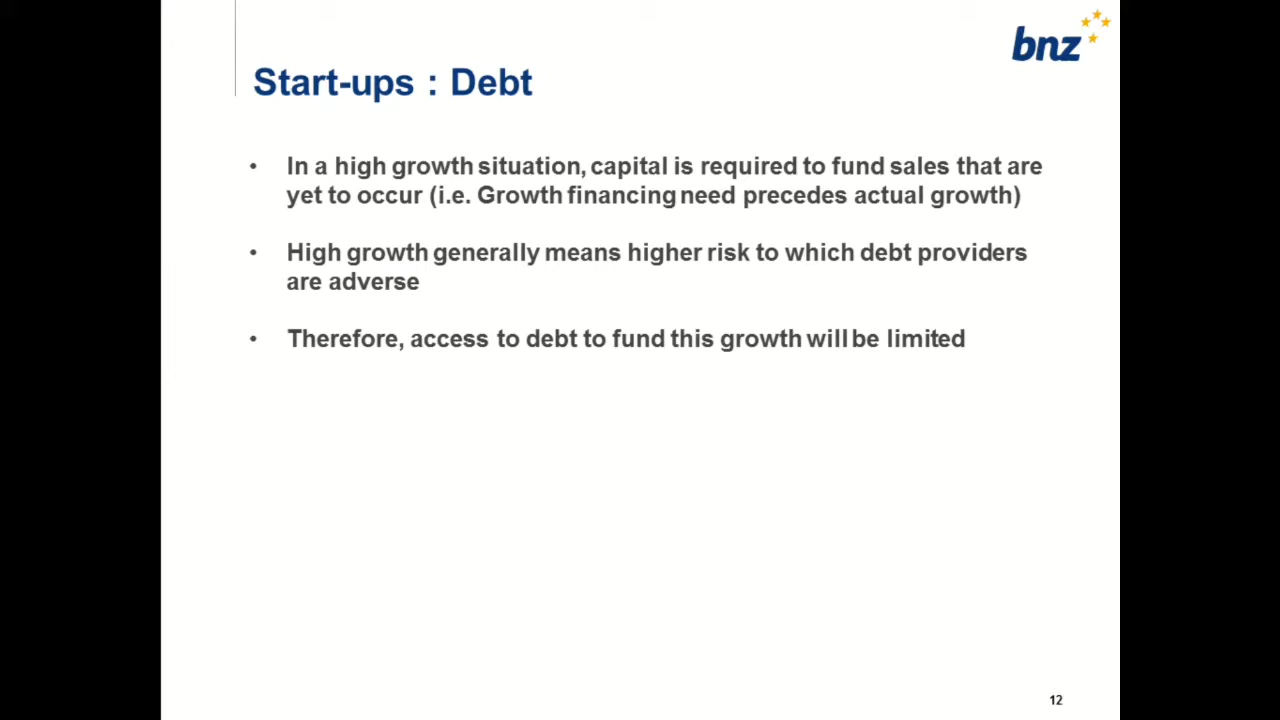 bnz
Start-ups : Debt
• In a high growth situation, capital is required to fund sales that are
yet to occur (i.e. Growth financing need precedes actual growth)
• High growth generally means higher risk to which debt providers
are adverse
• Therefore, access to debt to fund this growth will be limited
12